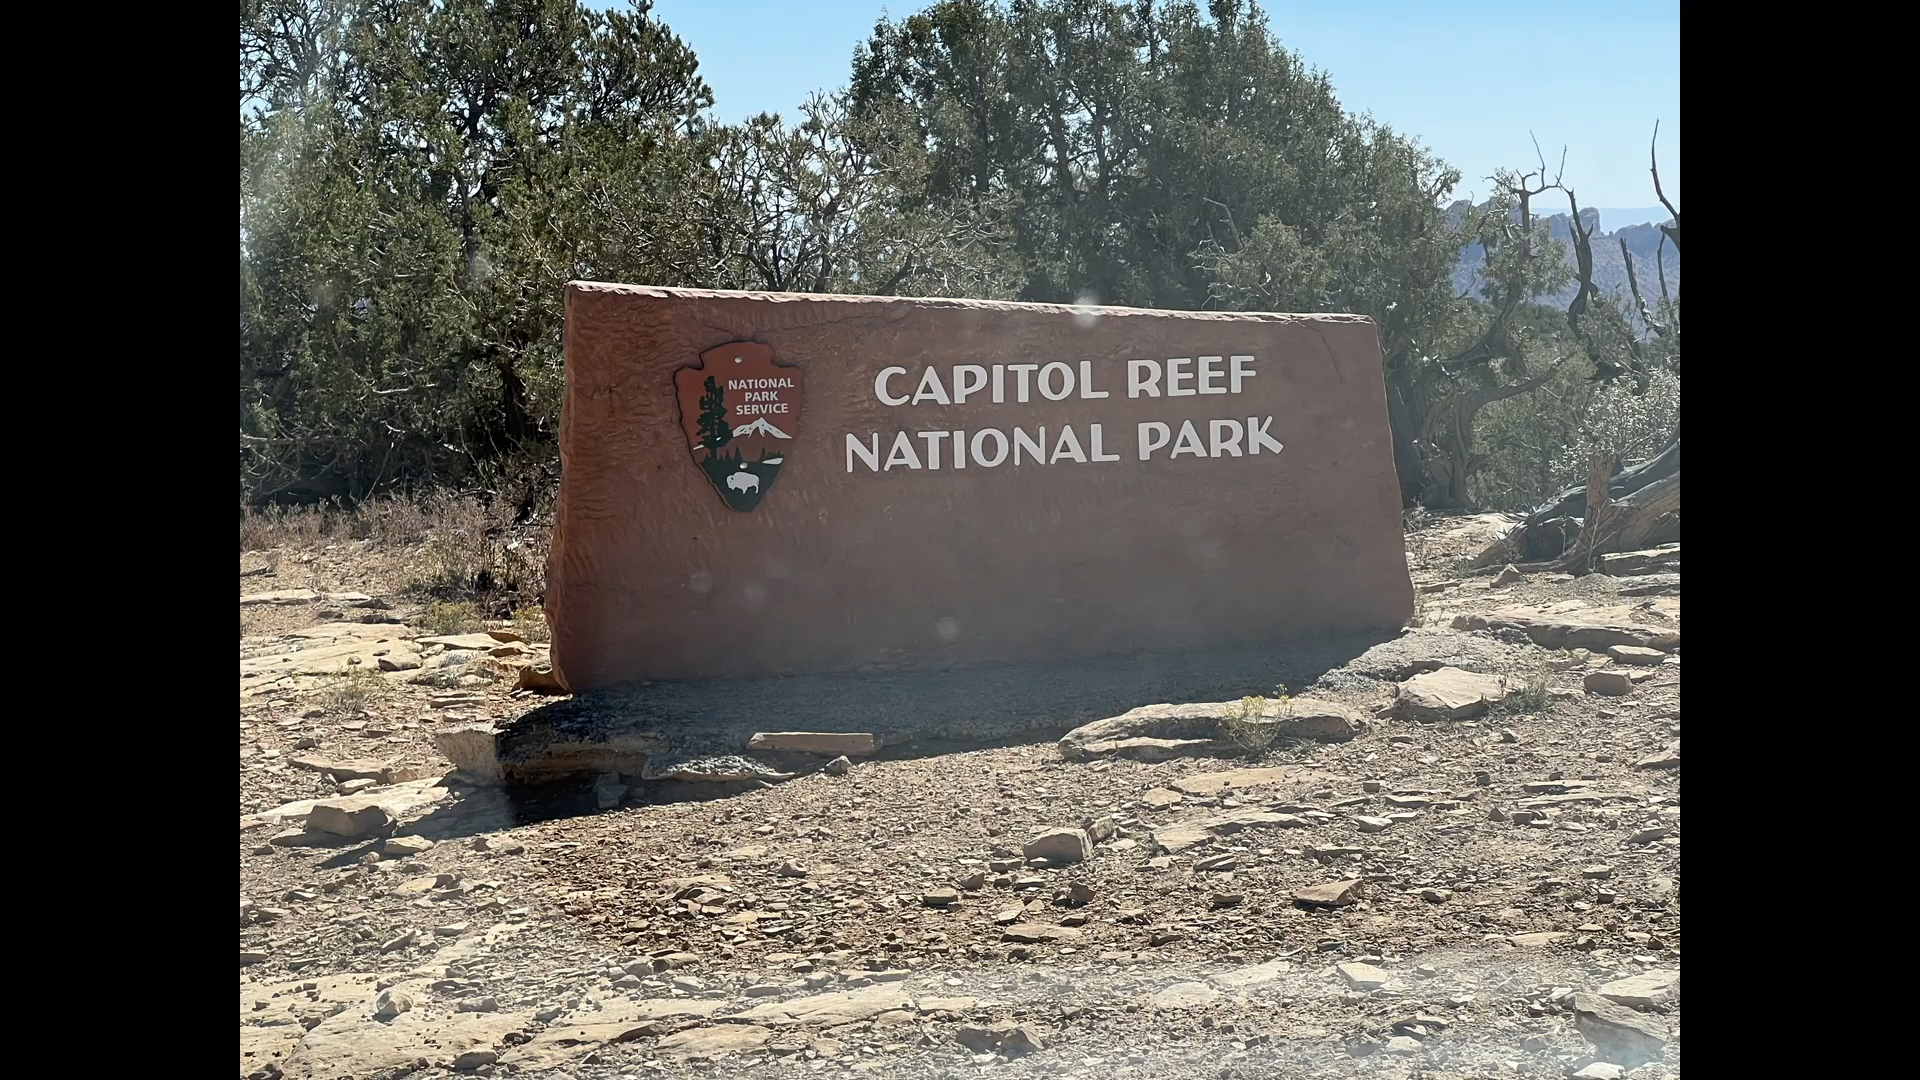 NATIONAL
PARK
SERVICE
CAPITOL REEF
NATIONAL PARK